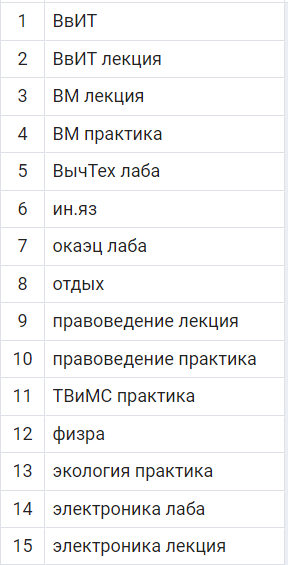 1 ВвИТ
2 ВвИТ лекция
3 ВМ лекция
4 ВМ практика
5 ВычТех лаба
6 ин.яз
7 окаэц лаба
8 отдых
9 правоведение лекция
10 правоведение практика
11 ТВиМС практика
12 физра
13 экология практика
14 электроника лаба
15 электроника лекция